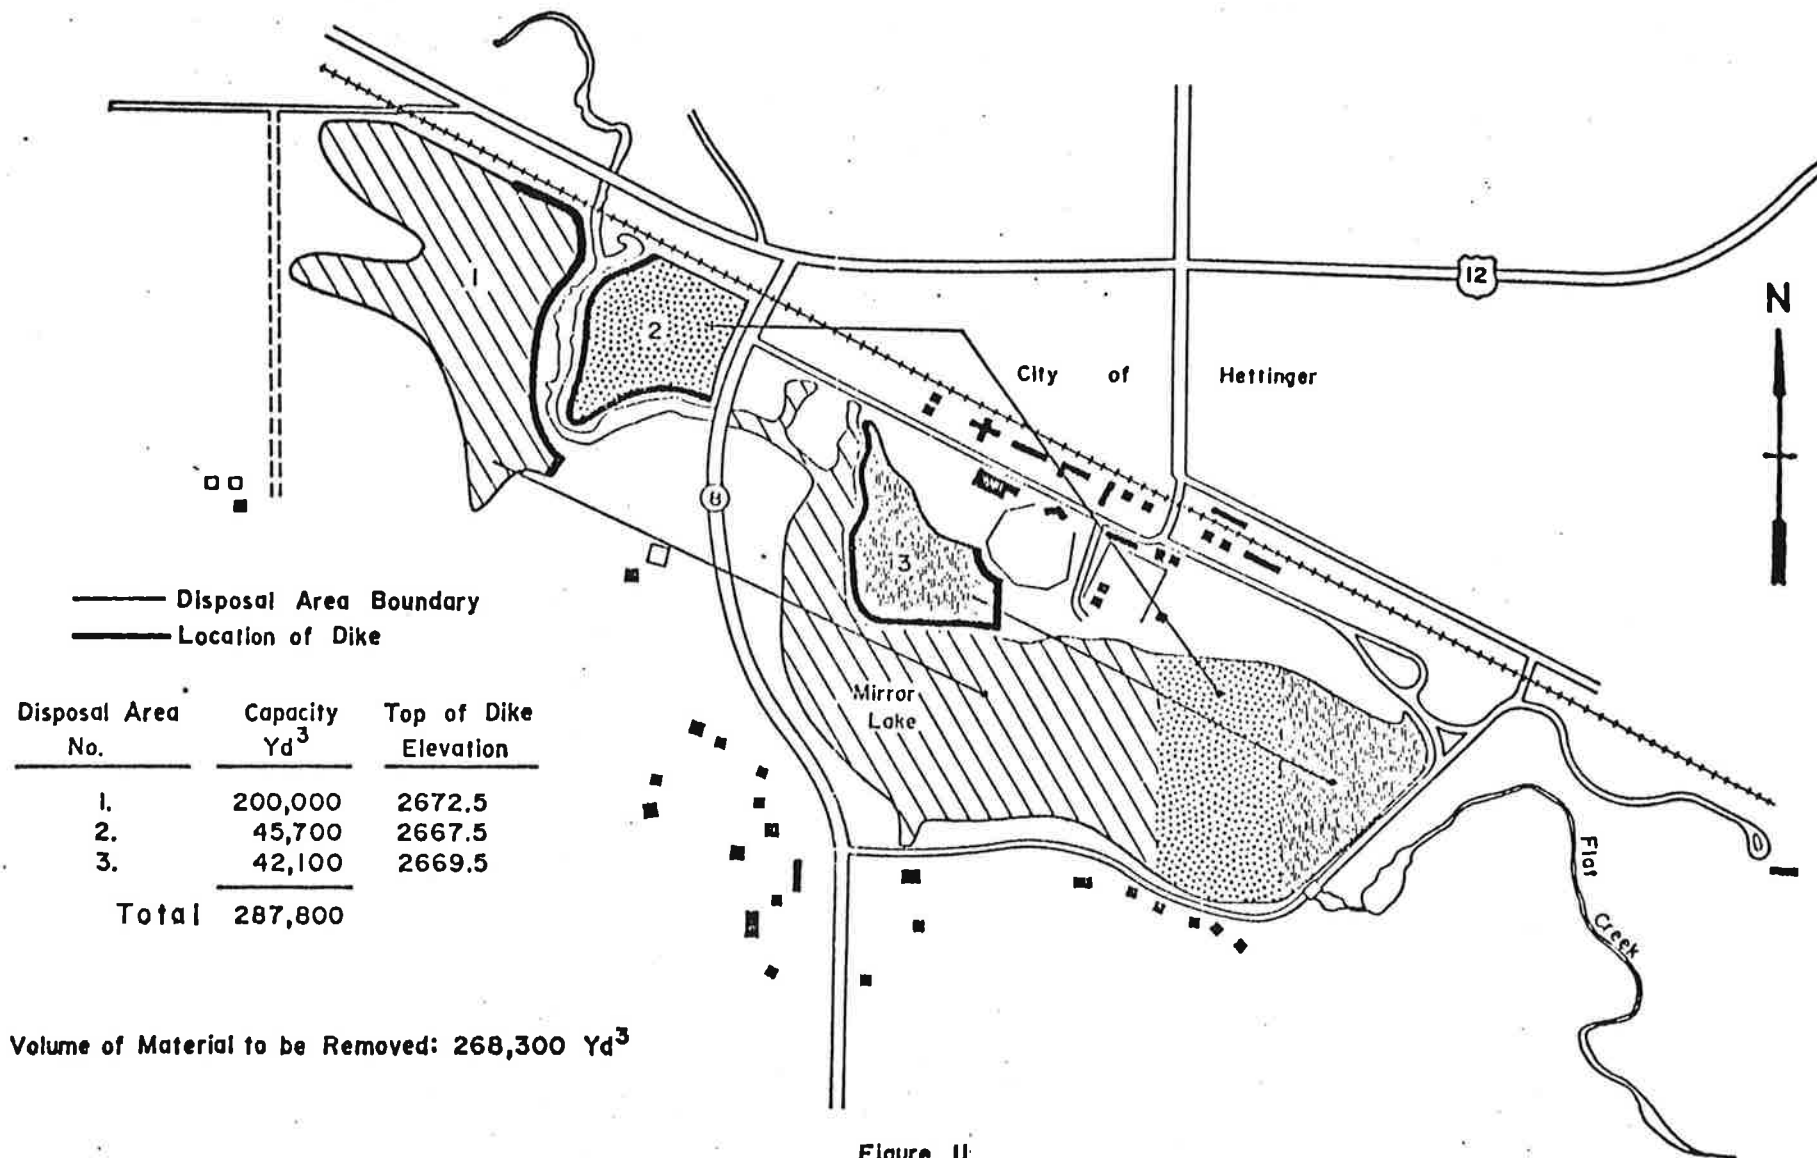 12
N
City of Hettinger
1
2
3
8
Mirror
Lake
Flat
Creek
Disposal Area Boundary
Location of Dike
Disposal Area No. Capacity Yd³ Top of Dike Elevation
1. 200,000 2672.5
2. 45,700 2667.5
3. 42,100 2669.5
Total 287,800
Volume of Material to be Removed: 268,300 Yd³
Figure 11